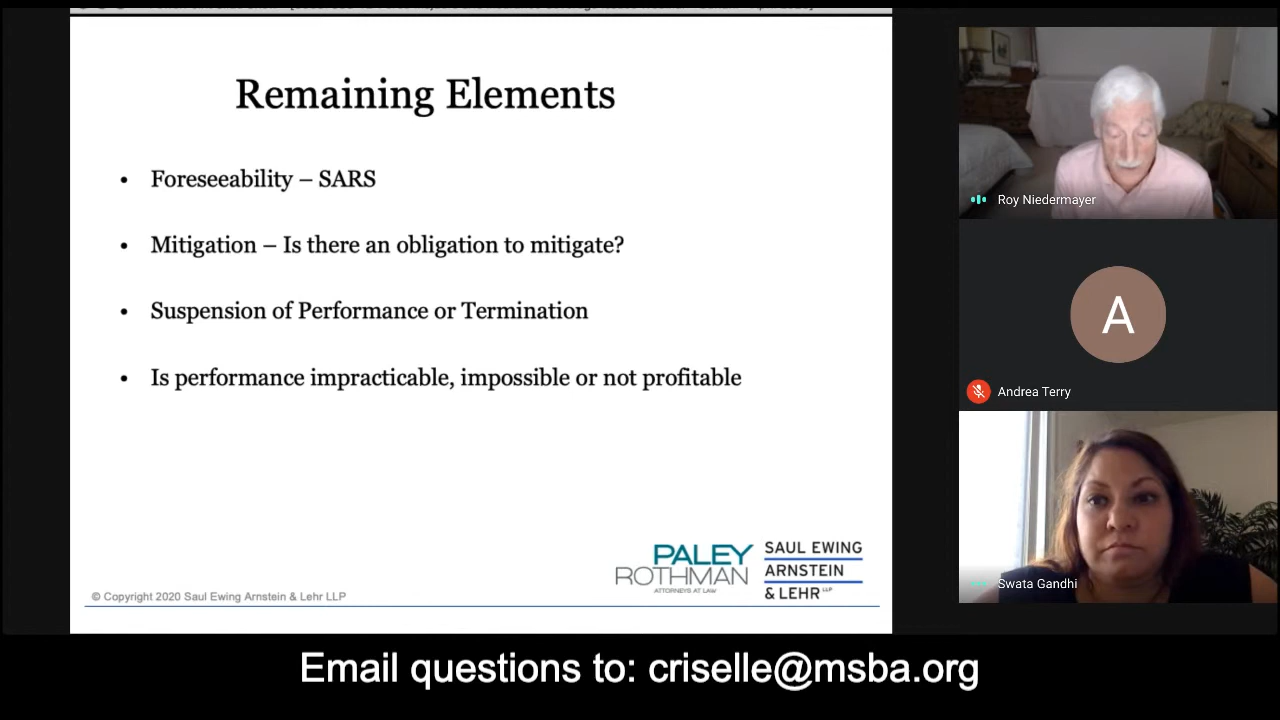 Remaining Elements
• Foreseeability – SARS
• Mitigation – Is there an obligation to mitigate?
• Suspension of Performance or Termination
• Is performance impracticable, impossible or not profitable
PALEY
ROTHMAN
ATTORNEYS AT LAW
SAUL EWING
ARNSTEIN
& LEHR LLP
© Copyright 2020 Saul Ewing Arnstein & Lehr LLP
Roy Niedermayer
A
Andrea Terry
Swata Gandhi
Email questions to: criselle@msba.org